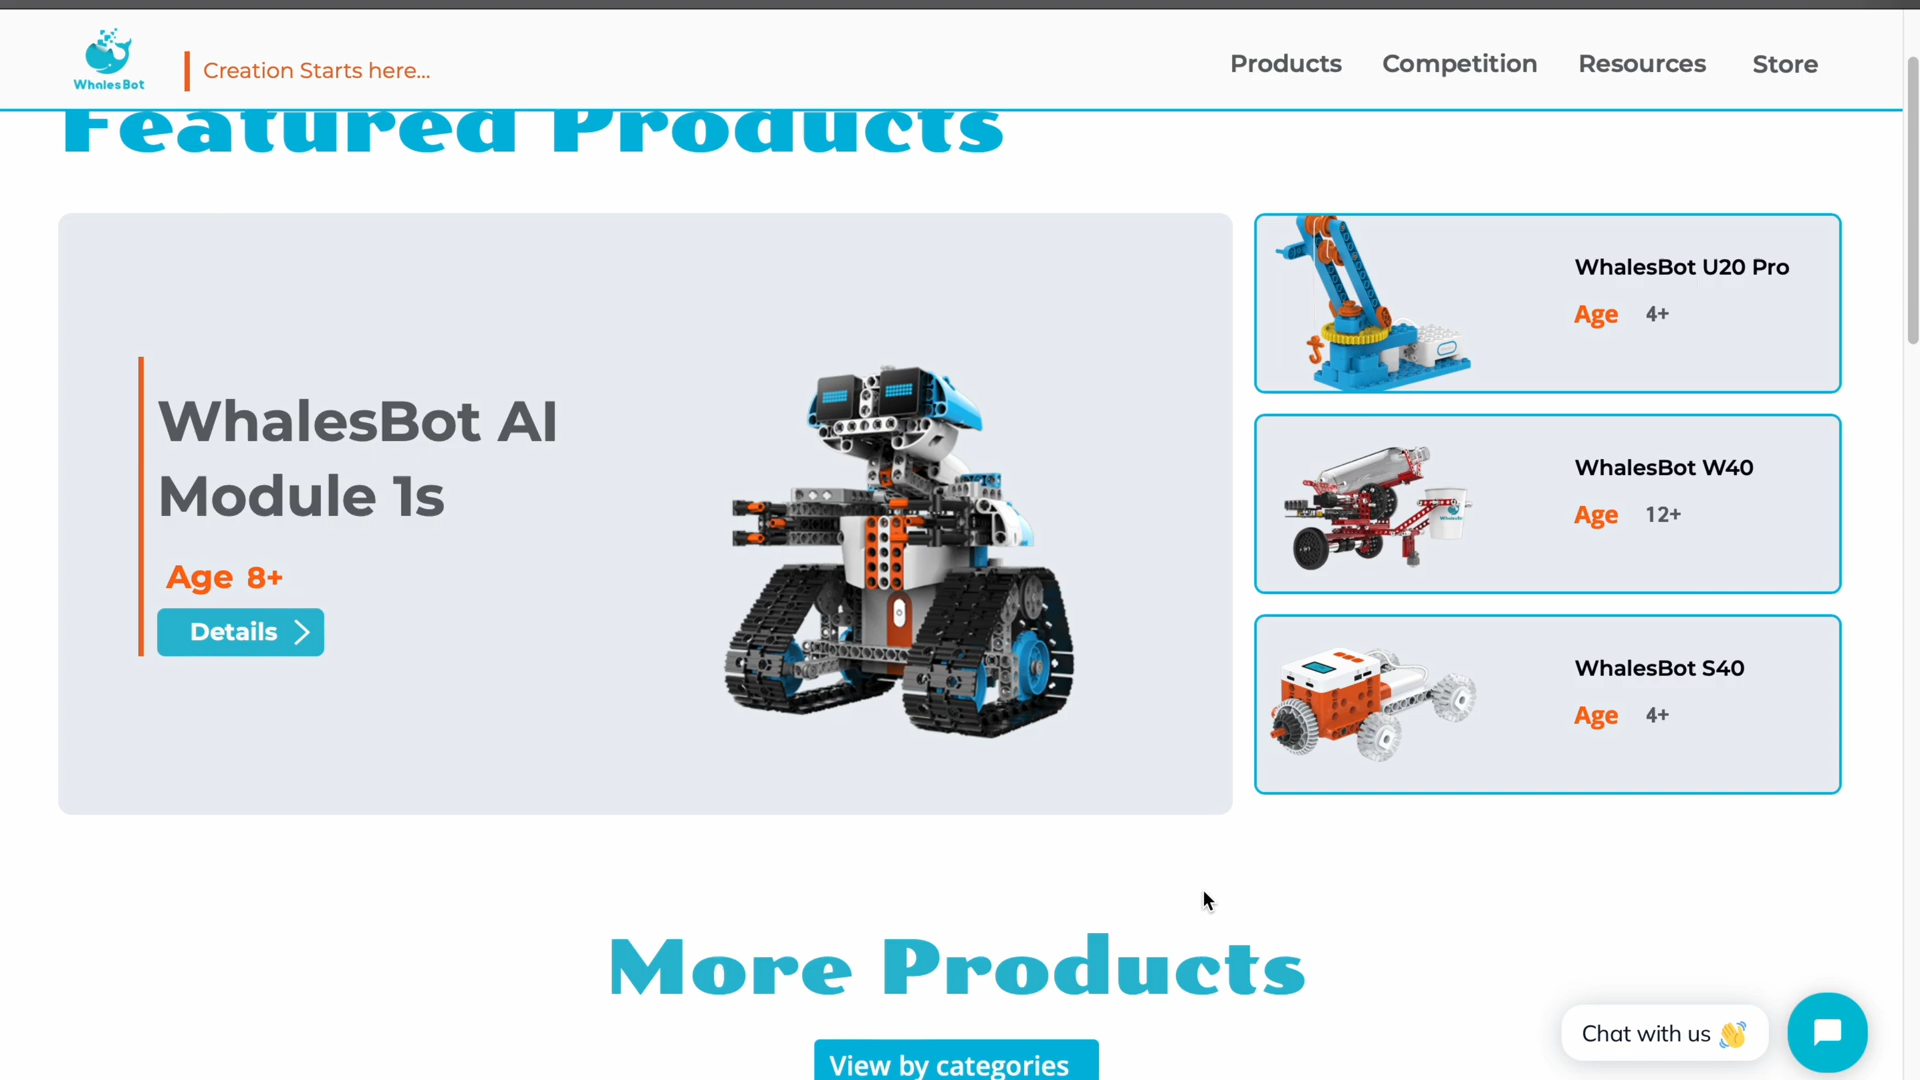 WhalesBot
Creation Starts here...
Products
Competition
Resources
Store
Featured Products
WhalesBot AI
Module 1s
Age 8+
Details
WhalesBot U20 Pro
Age 4+
WhalesBot W40
Age 12+
WhalesBot S40
Age 4+
More Products
View by categories
Chat with us 👋